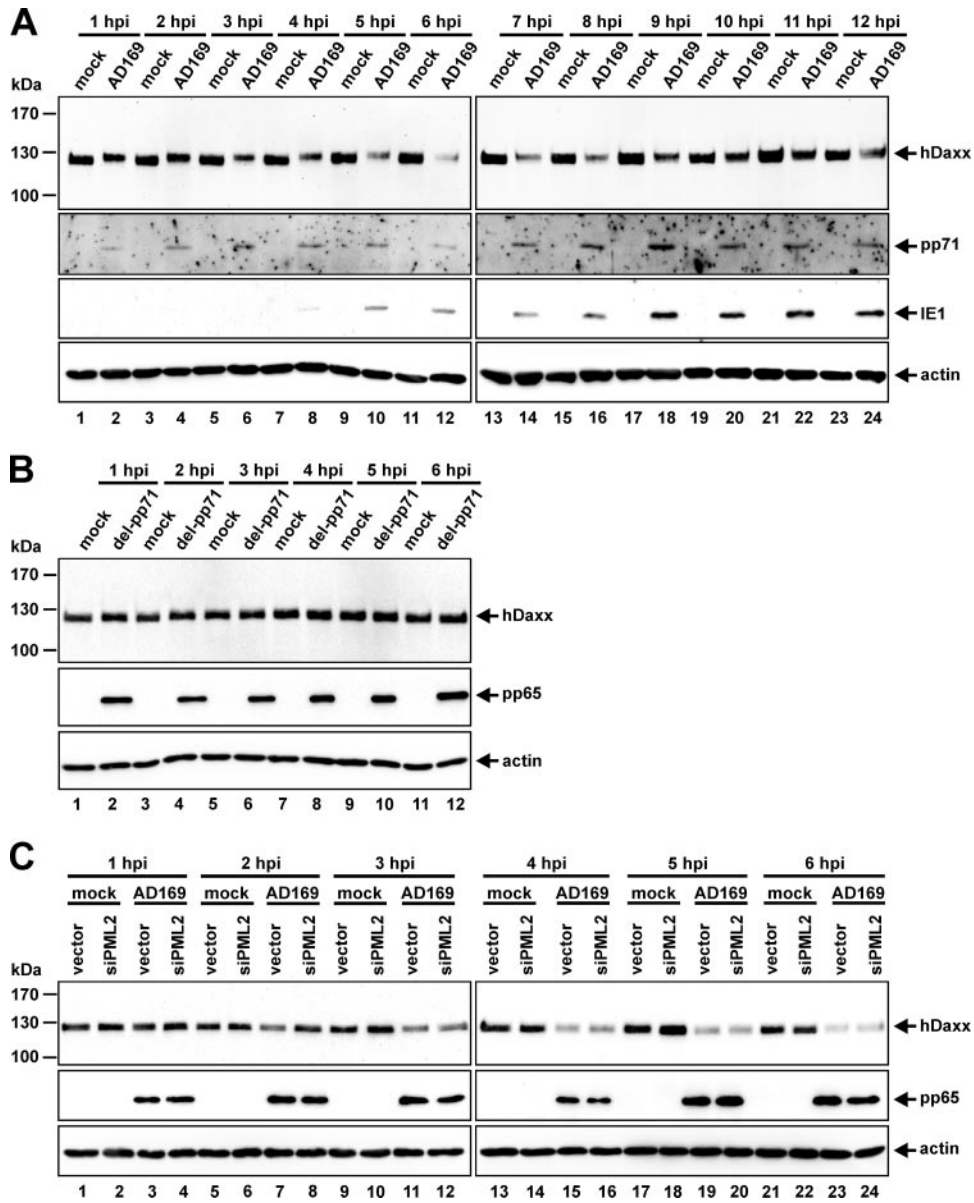 A
1 hpi 2 hpi 3 hpi 4 hpi 5 hpi 6 hpi 7 hpi 8 hpi 9 hpi 10 hpi 11 hpi 12 hpi
mock AD169 mock AD169 mock AD169 mock AD169 mock AD169 mock AD169 mock AD169 mock AD169 mock AD169 mock AD169 mock AD169 mock AD169
kDa
170
130
hDaxx
100
pp71
IE1
actin
1 2 3 4 5 6 7 8 9 10 11 12 13 14 15 16 17 18 19 20 21 22 23 24
B
1 hpi 2 hpi 3 hpi 4 hpi 5 hpi 6 hpi
mock del-pp71 mock del-pp71 mock del-pp71 mock del-pp71 mock del-pp71 mock del-pp71
kDa
170
130
hDaxx
100
pp65
actin
1 2 3 4 5 6 7 8 9 10 11 12
C
1 hpi 2 hpi 3 hpi 4 hpi 5 hpi 6 hpi
mock AD169 mock AD169 mock AD169 mock AD169 mock AD169 mock AD169
vector siPML2 vector siPML2 vector siPML2 vector siPML2 vector siPML2 vector siPML2 vector siPML2 vector siPML2 vector siPML2 vector siPML2 vector siPML2 vector siPML2
kDa
170
130
hDaxx
100
pp65
actin
1 2 3 4 5 6 7 8 9 10 11 12 13 14 15 16 17 18 19 20 21 22 23 24